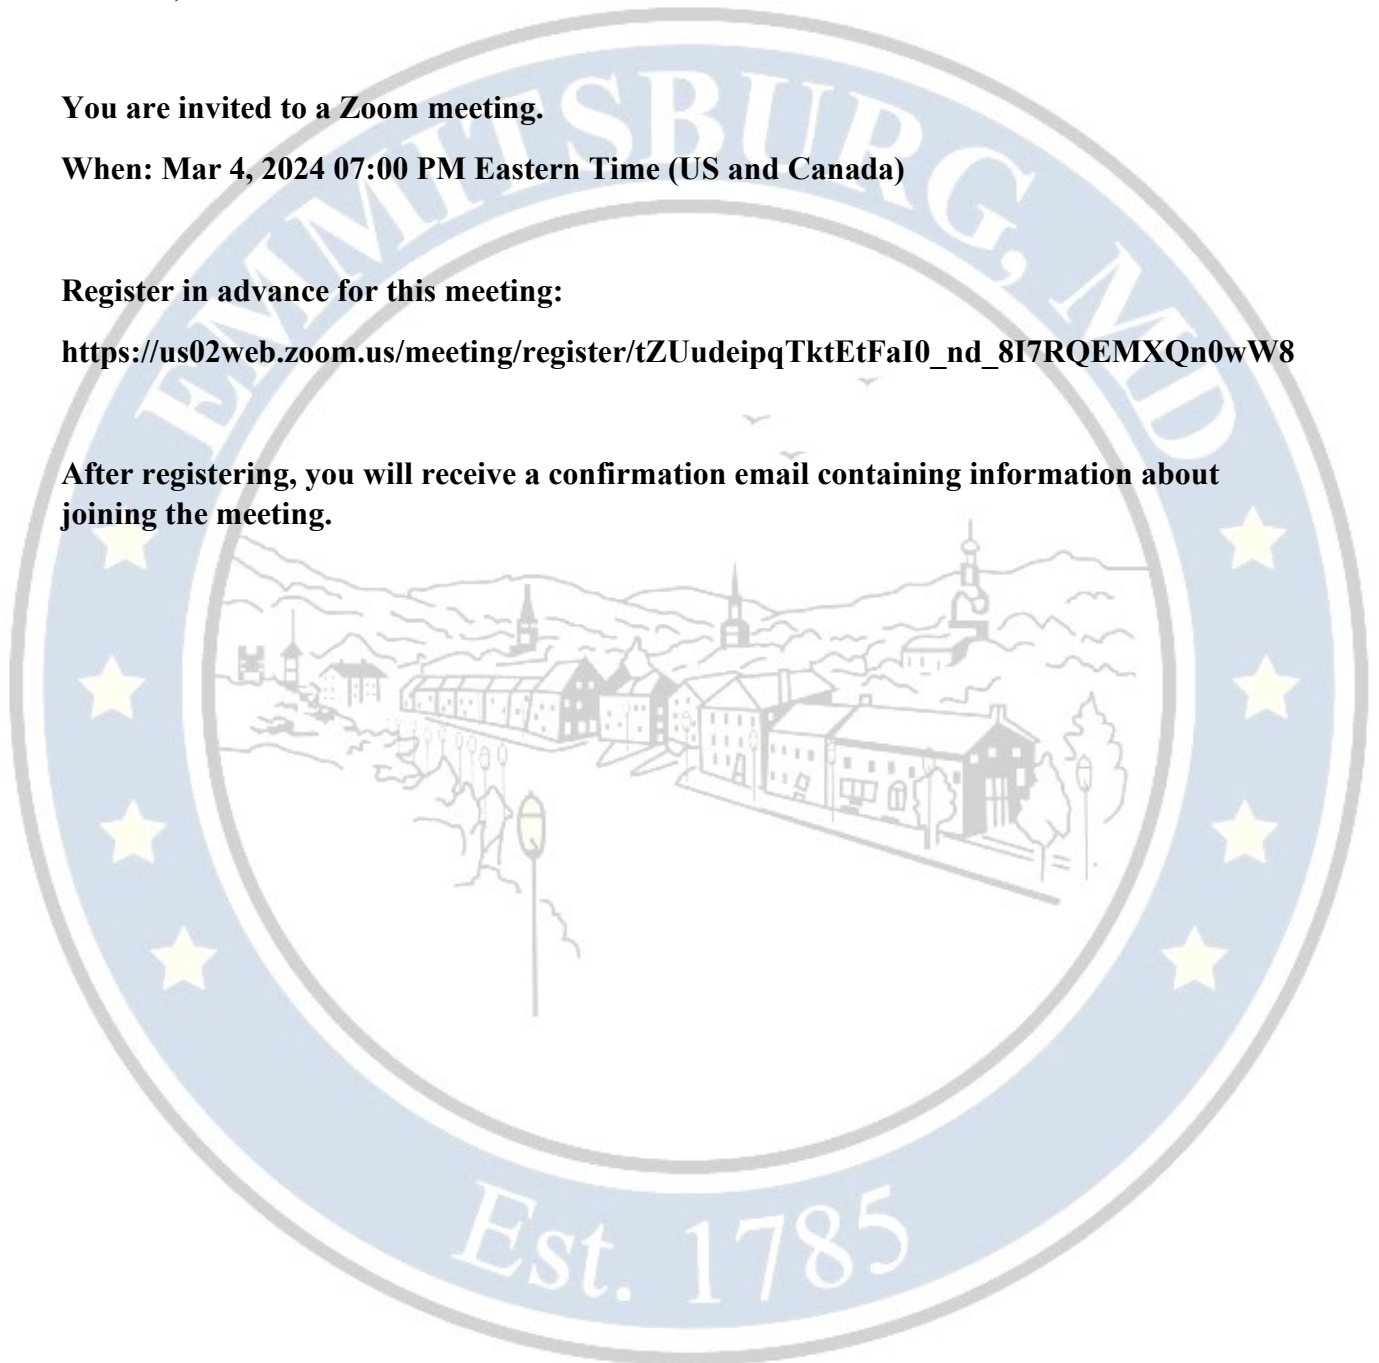 You are invited to a Zoom meeting.
When: Mar 4, 2024 07:00 PM Eastern Time (US and Canada)
Register in advance for this meeting:
https://us02web.zoom.us/meeting/register/tZUudeipqTktEtFaI0_nd_8I7RQEMXQn0wW8
After registering, you will receive a confirmation email containing information about
joining the meeting.
EMMITSBURG, MD
Est. 1785